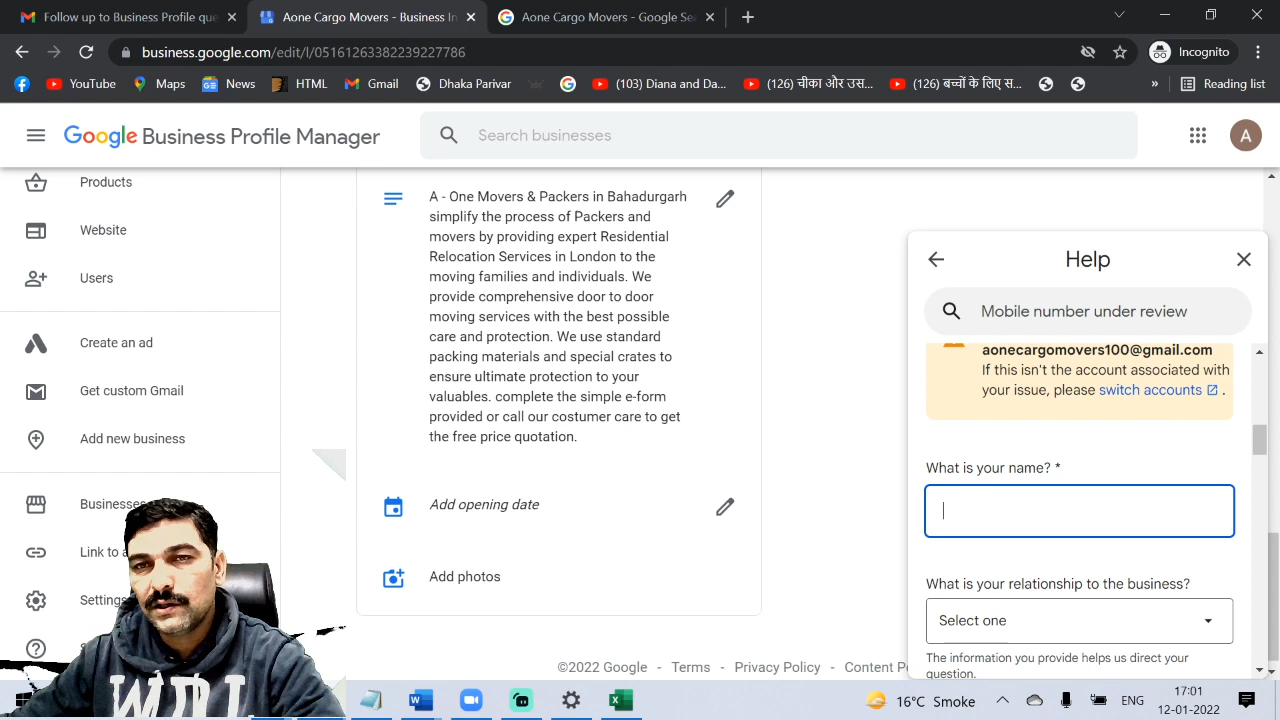 Follow up to Business Profile que
Aone Cargo Movers - Business In
Aone Cargo Movers - Google Sea
business.google.com/edit/l/05161263382239227786
Incognito
YouTube
Maps
News
HTML
Gmail
Dhaka Parivar
(103) Diana and Da...
(126) चीका और उस...
(126) बच्चों के लिए स...
»
Reading list
Google Business Profile Manager
Search businesses
A
Products
Website
Users
Create an ad
Get custom Gmail
Add new business
Businesses
Link to a
Settings
A - One Movers & Packers in Bahadurgarh
simplify the process of Packers and
movers by providing expert Residential
Relocation Services in London to the
moving families and individuals. We
provide comprehensive door to door
moving services with the best possible
care and protection. We use standard
packing materials and special crates to
ensure ultimate protection to your
valuables. complete the simple e-form
provided or call our costumer care to get
the free price quotation.
Add opening date
Add photos
©2022 Google - Terms - Privacy Policy - Content P
Help
Mobile number under review
aonecargomovers100@gmail.com
If this isn't the account associated with
your issue, please switch accounts .
What is your name? *
What is your relationship to the business?
Select one
The information you provide helps us direct your
question.
16°C Smoke
ENG
17:01
12-01-2022